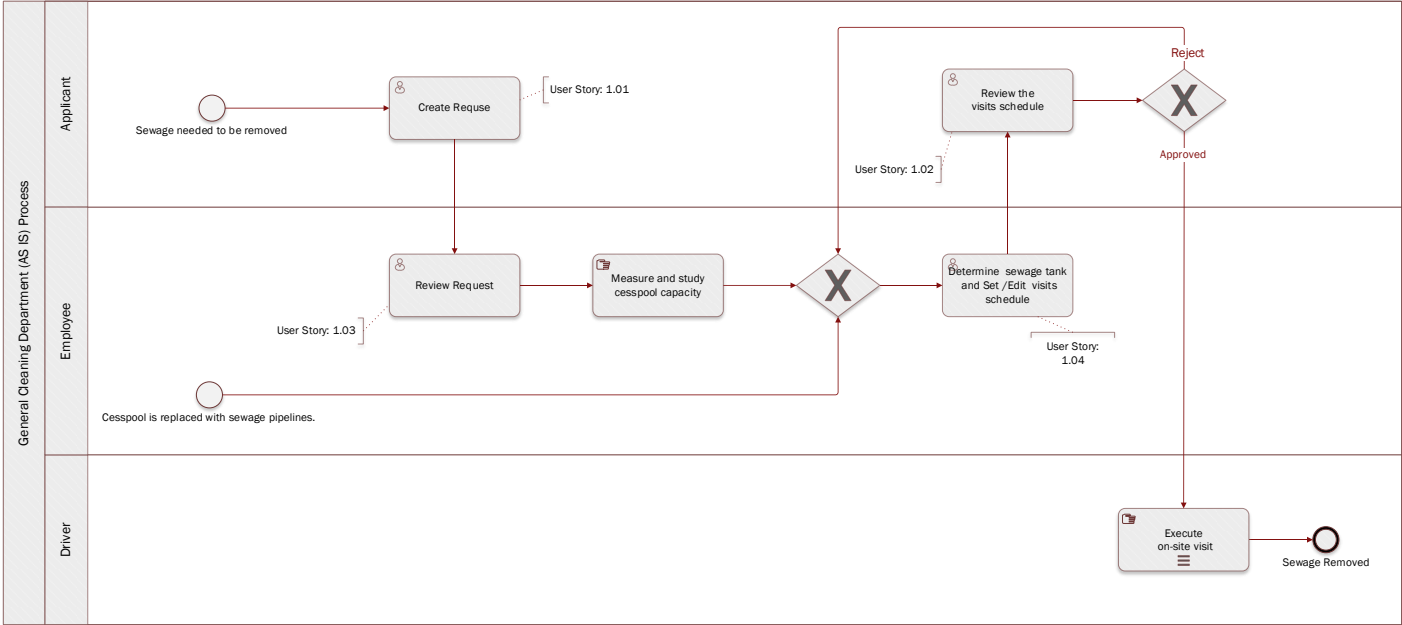 General Cleaning Department (AS IS) Process
Applicant
Sewage needed to be removed
Create Requse
User Story: 1.01
Review the
visits schedule
User Story: 1.02
X
Reject
Approved
Employee
Review Request
User Story: 1.03
Measure and study
cesspool capacity
X
Determine sewage tank
and Set /Edit visits
schedule
User Story:
1.04
Cesspool is replaced with sewage pipelines.
Driver
Execute
on-site visit
Sewage Removed